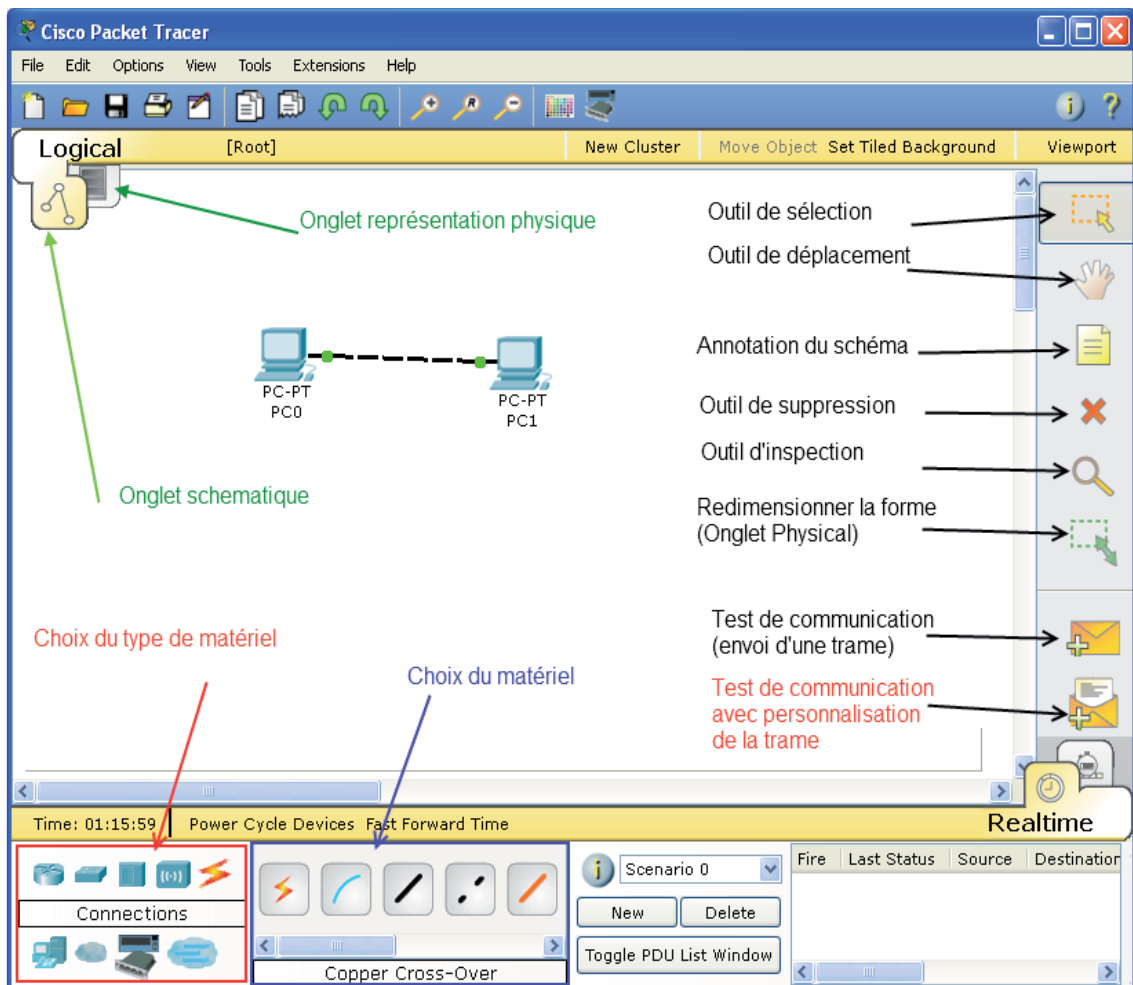 Cisco Packet Tracer
File Edit Options View Tools Extensions Help
Logical [Root] New Cluster Move Object Set Tiled Background Viewport
Onglet représentation physique
Outil de sélection
Outil de déplacement
Annotation du schéma
PC-PT
PC0
PC-PT
PC1
Outil de suppression
Outil d'inspection
Onglet schematique
Redimensionner la forme
(Onglet Physical)
Choix du type de matériel
Choix du matériel
Test de communication
(envoi d'une trame)
Test de communication
avec personnalisation
de la trame
Time: 01:15:59 Power Cycle Devices Fast Forward Time Realtime
Connections
Copper Cross-Over
Scenario 0
New Delete
Toggle PDU List Window
Fire Last Status Source Destination